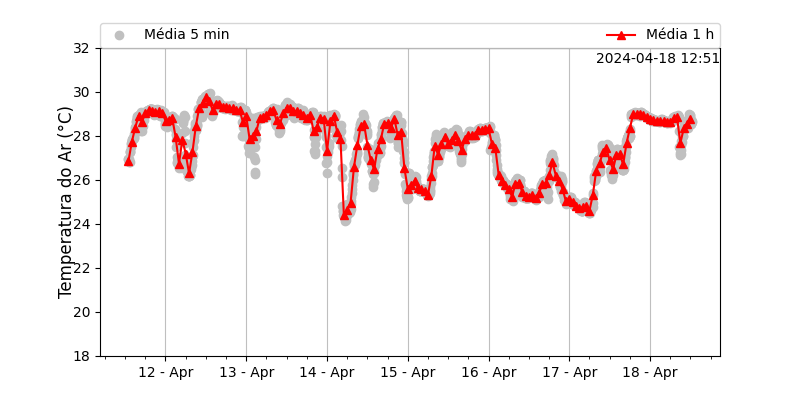 Média 5 min
Média 1 h
2024-04-18 12:51
Temperatura do Ar (°C)
32
30
28
26
24
22
20
18
12 - Apr
13 - Apr
14 - Apr
15 - Apr
16 - Apr
17 - Apr
18 - Apr